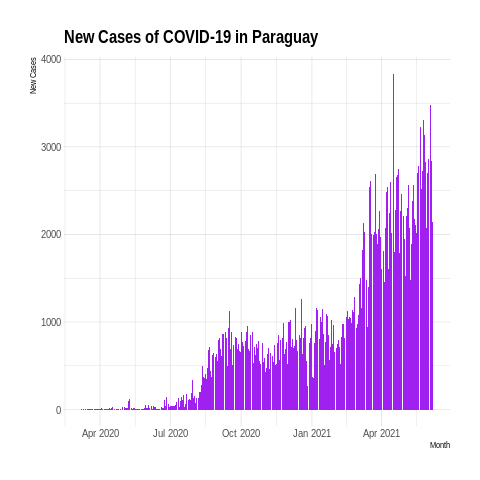 New Cases of COVID-19 in Paraguay
New Cases
4000
3000
2000
1000
0
Apr 2020 Jul 2020 Oct 2020 Jan 2021 Apr 2021
Month